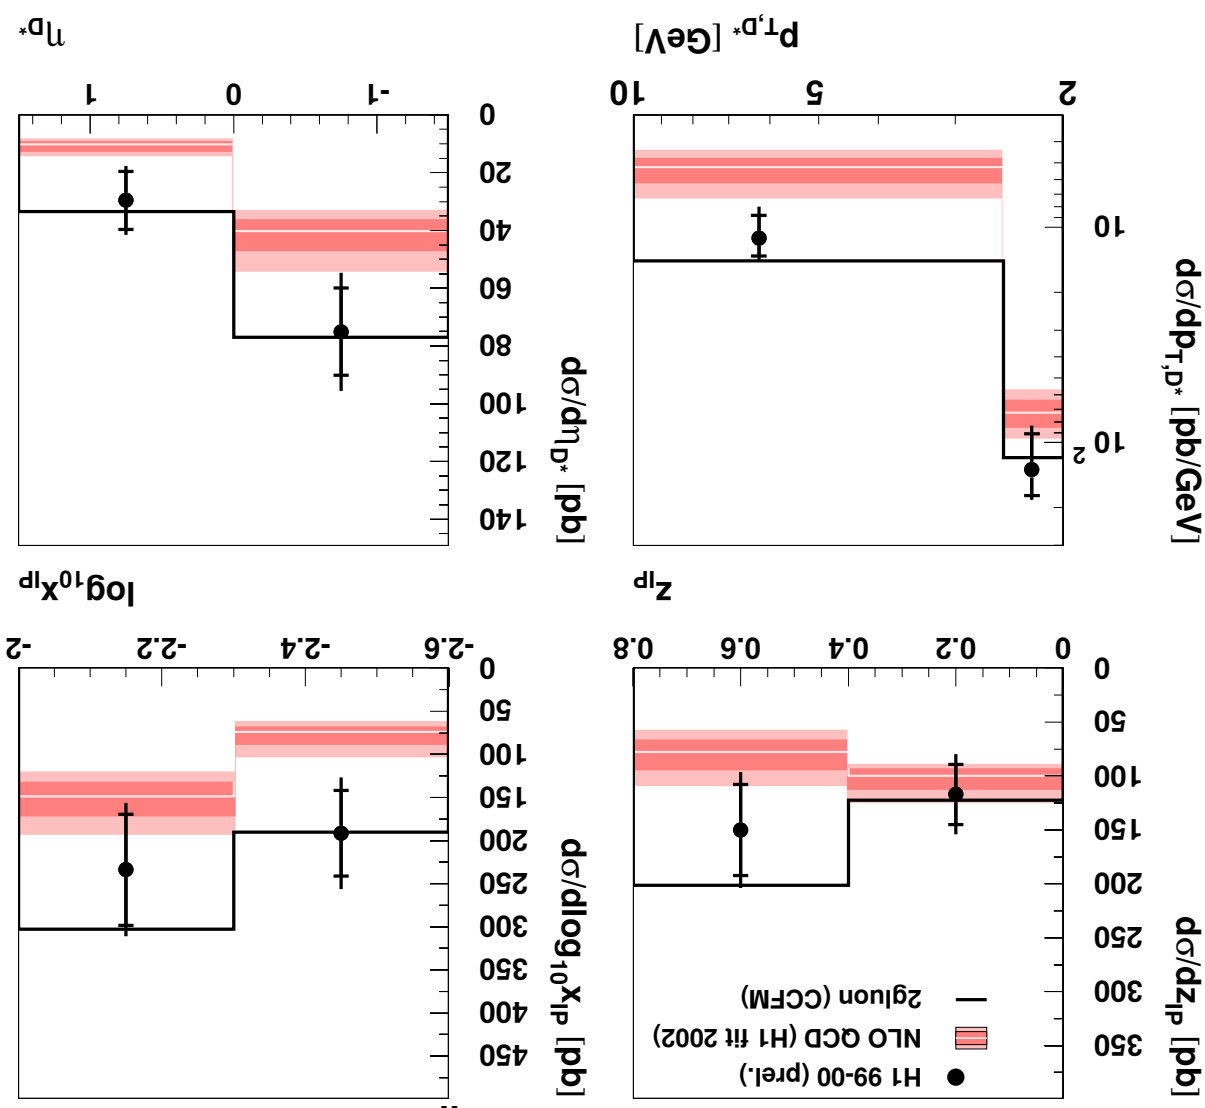 dσ/dz_IP [pb]
H1 99-00 (prel.)
NLO QCD (H1 fit 2002)
2gluon (CCFM)
350
300
250
200
150
100
50
0
0 0.2 0.4 0.6 0.8
z_IP
dσ/dlog₁₀x_IP [pb]
450
400
350
300
250
200
150
100
50
0
-2.6 -2.4 -2.2 -2
log₁₀x_IP
dσ/dp_T,D* [pb/GeV]
10²
10
2 5 10
p_T,D* [GeV]
dσ/dη_D* [pb]
140
120
100
80
60
40
20
0
-1 0 1
η_D*